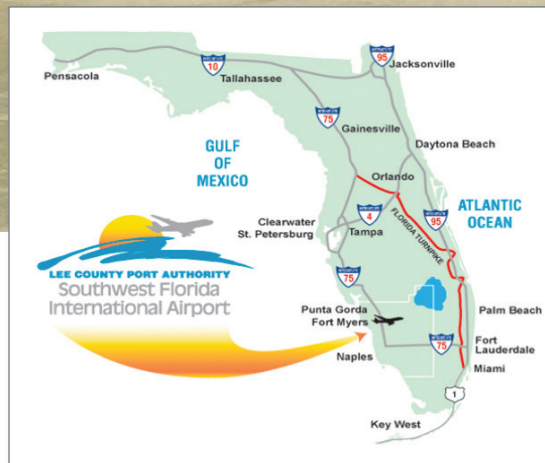 95
Jacksonville
Pensacola
10
Tallahassee
75
Gainesville
GULF
OF
MEXICO
Daytona Beach
Orlando
ATLANTIC
OCEAN
95
4
FLORIDA TURNPIKE
Clearwater
St. Petersburg
Tampa
75
LEE COUNTY PORT AUTHORITY
Southwest Florida
International Airport
Punta Gorda
Fort Myers
Palm Beach
75
Fort
Lauderdale
Naples
Miami
1
Key West